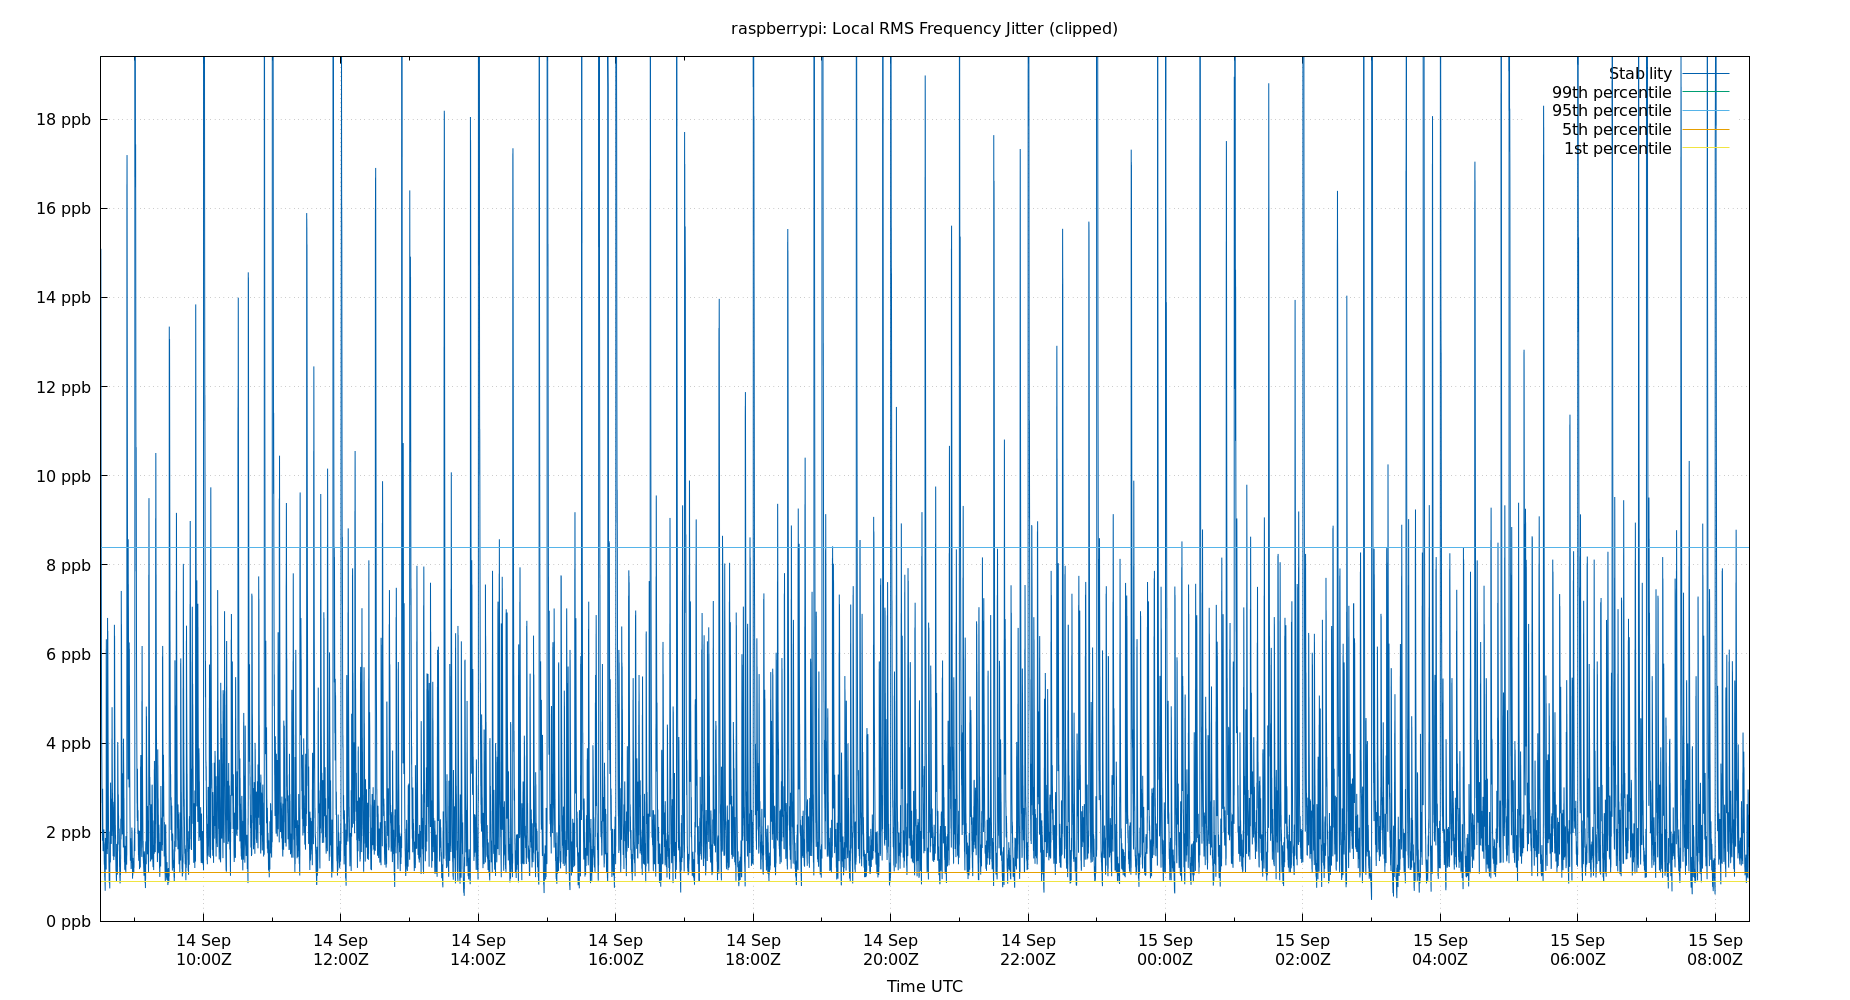 raspberrypi: Local RMS Frequency Jitter (clipped)
Stability
99th percentile
95th percentile
5th percentile
1st percentile
18 ppb
16 ppb
14 ppb
12 ppb
10 ppb
8 ppb
6 ppb
4 ppb
2 ppb
0 ppb
14 Sep 14 Sep 14 Sep 14 Sep 14 Sep 14 Sep 14 Sep 15 Sep 15 Sep 15 Sep 15 Sep 15 Sep
10:00Z 12:00Z 14:00Z 16:00Z 18:00Z 20:00Z 22:00Z 00:00Z 02:00Z 04:00Z 06:00Z 08:00Z
Time UTC